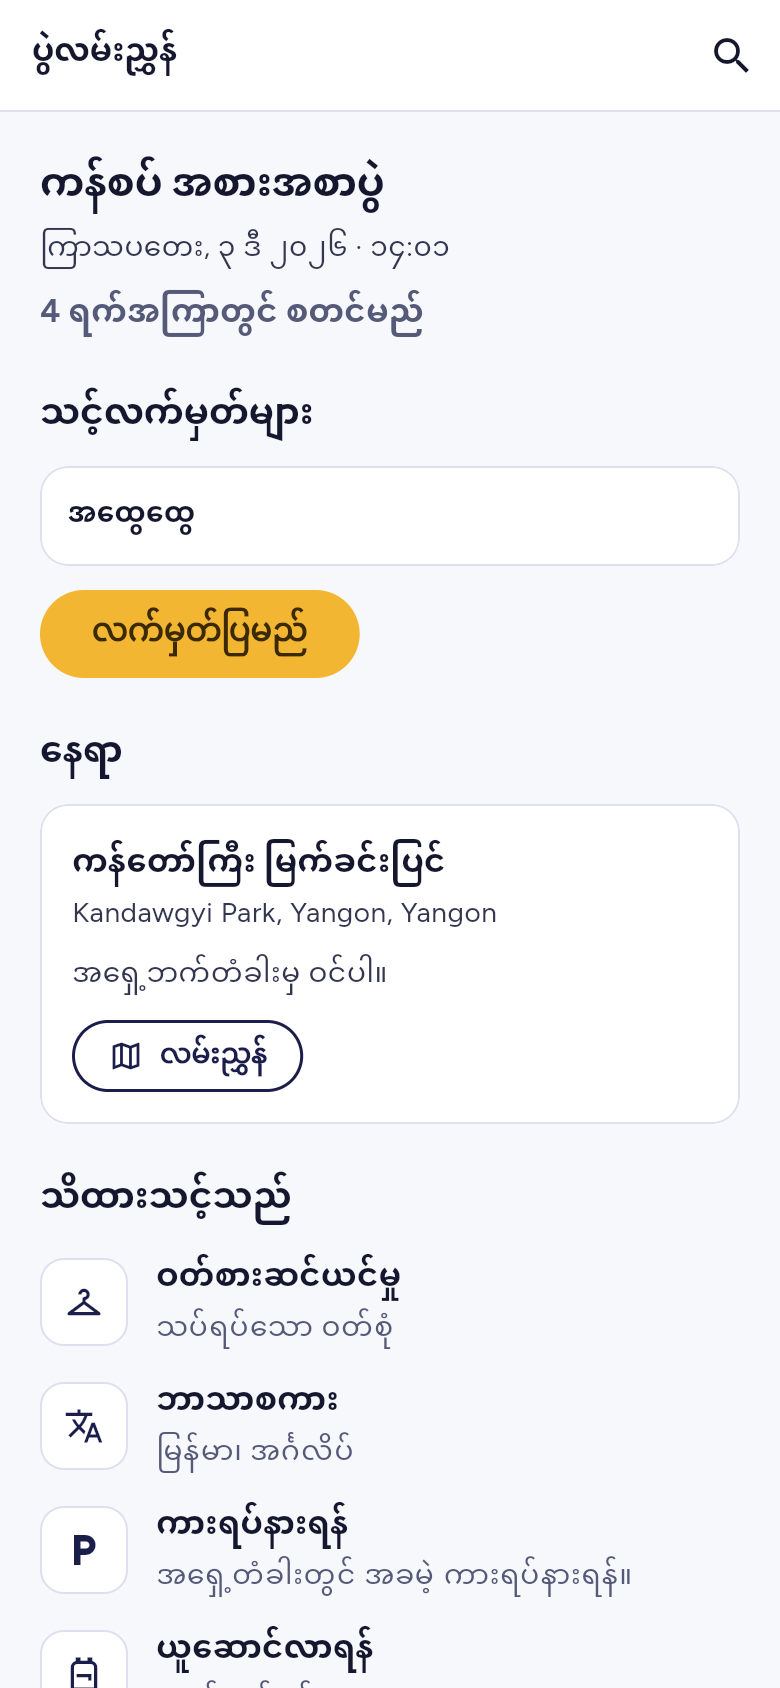 ပွဲလမ်းညွှန်
ကန်စပ် အစားအစာပွဲ
ကြာသပတေး, ၃ ဒီ ၂၀၂၆ · ၁၄:၀၁
4 ရက်အကြာတွင် စတင်မည်
သင့်လက်မှတ်များ
အထွေထွေ
လက်မှတ်ပြမည်
နေရာ
ကန်တော်ကြီး မြက်ခင်းပြင်
Kandawgyi Park, Yangon, Yangon
အရှေ့ဘက်တံခါးမှ ဝင်ပါ။
လမ်းညွှန်
သိထားသင့်သည်
ဝတ်စားဆင်ယင်မှု
သပ်ရပ်သော ဝတ်စုံ
ဘာသာစကား
မြန်မာ၊ အင်္ဂလိပ်
ကားရပ်နားရန်
အရှေ့တံခါးတွင် အခမဲ့ ကားရပ်နားရန်။
ယူဆောင်လာရန်